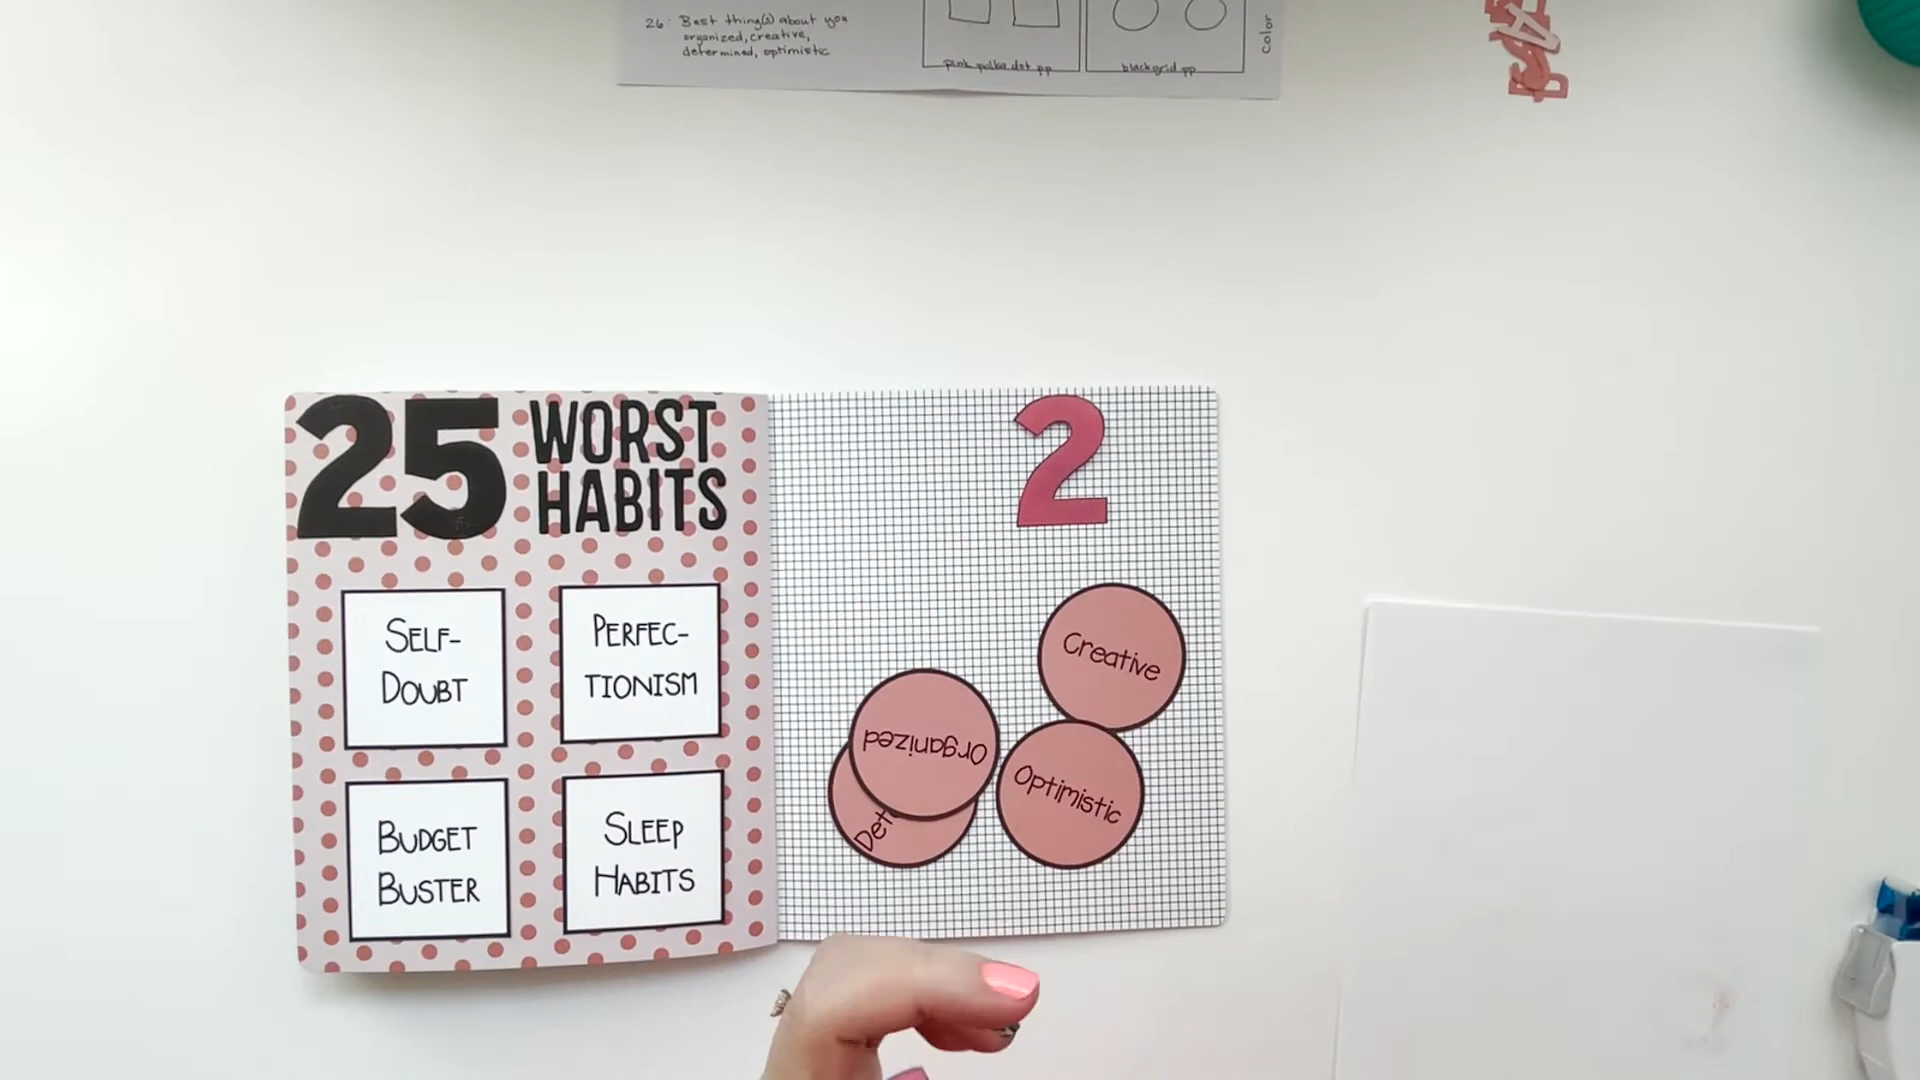 26: Best thing(s) about you
organized, creative,
determined, optimistic
pink polka dot pp
black grid pp
color
25
WORST
HABITS
SELF-
DOUBT
PERFEC-
TIONISM
BUDGET
BUSTER
SLEEP
HABITS
2
Creative
Organized
Optimistic
Det